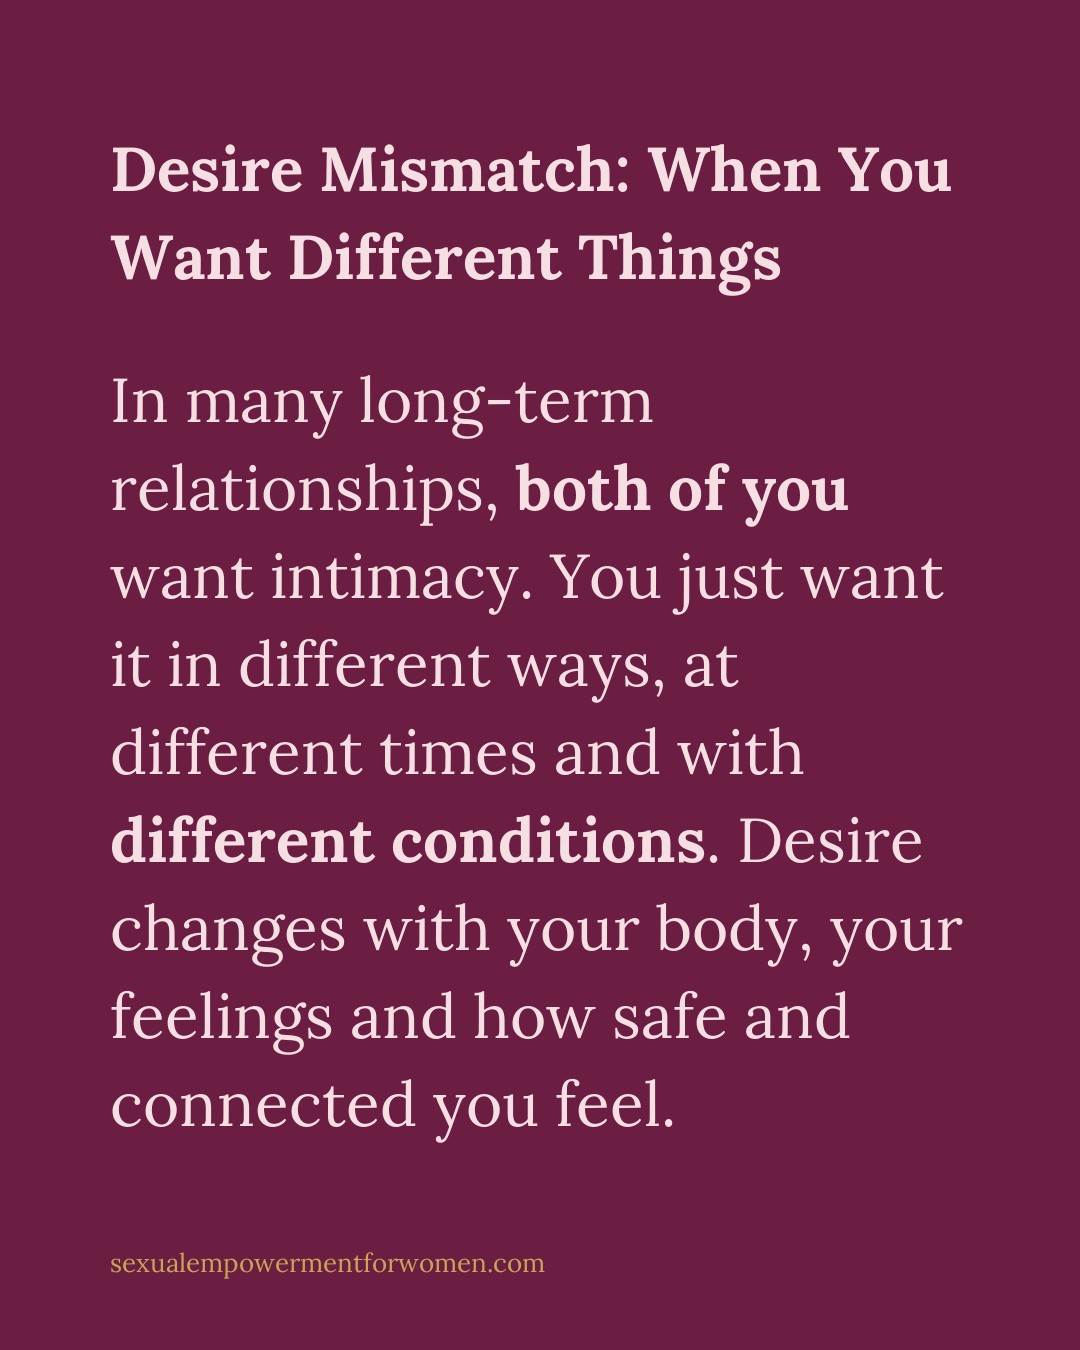 Desire Mismatch: When You
Want Different Things
In many long-term
relationships, both of you
want intimacy. You just want
it in different ways, at
different times and with
different conditions. Desire
changes with your body, your
feelings and how safe and
connected you feel.
sexualempowermentforwomen.com